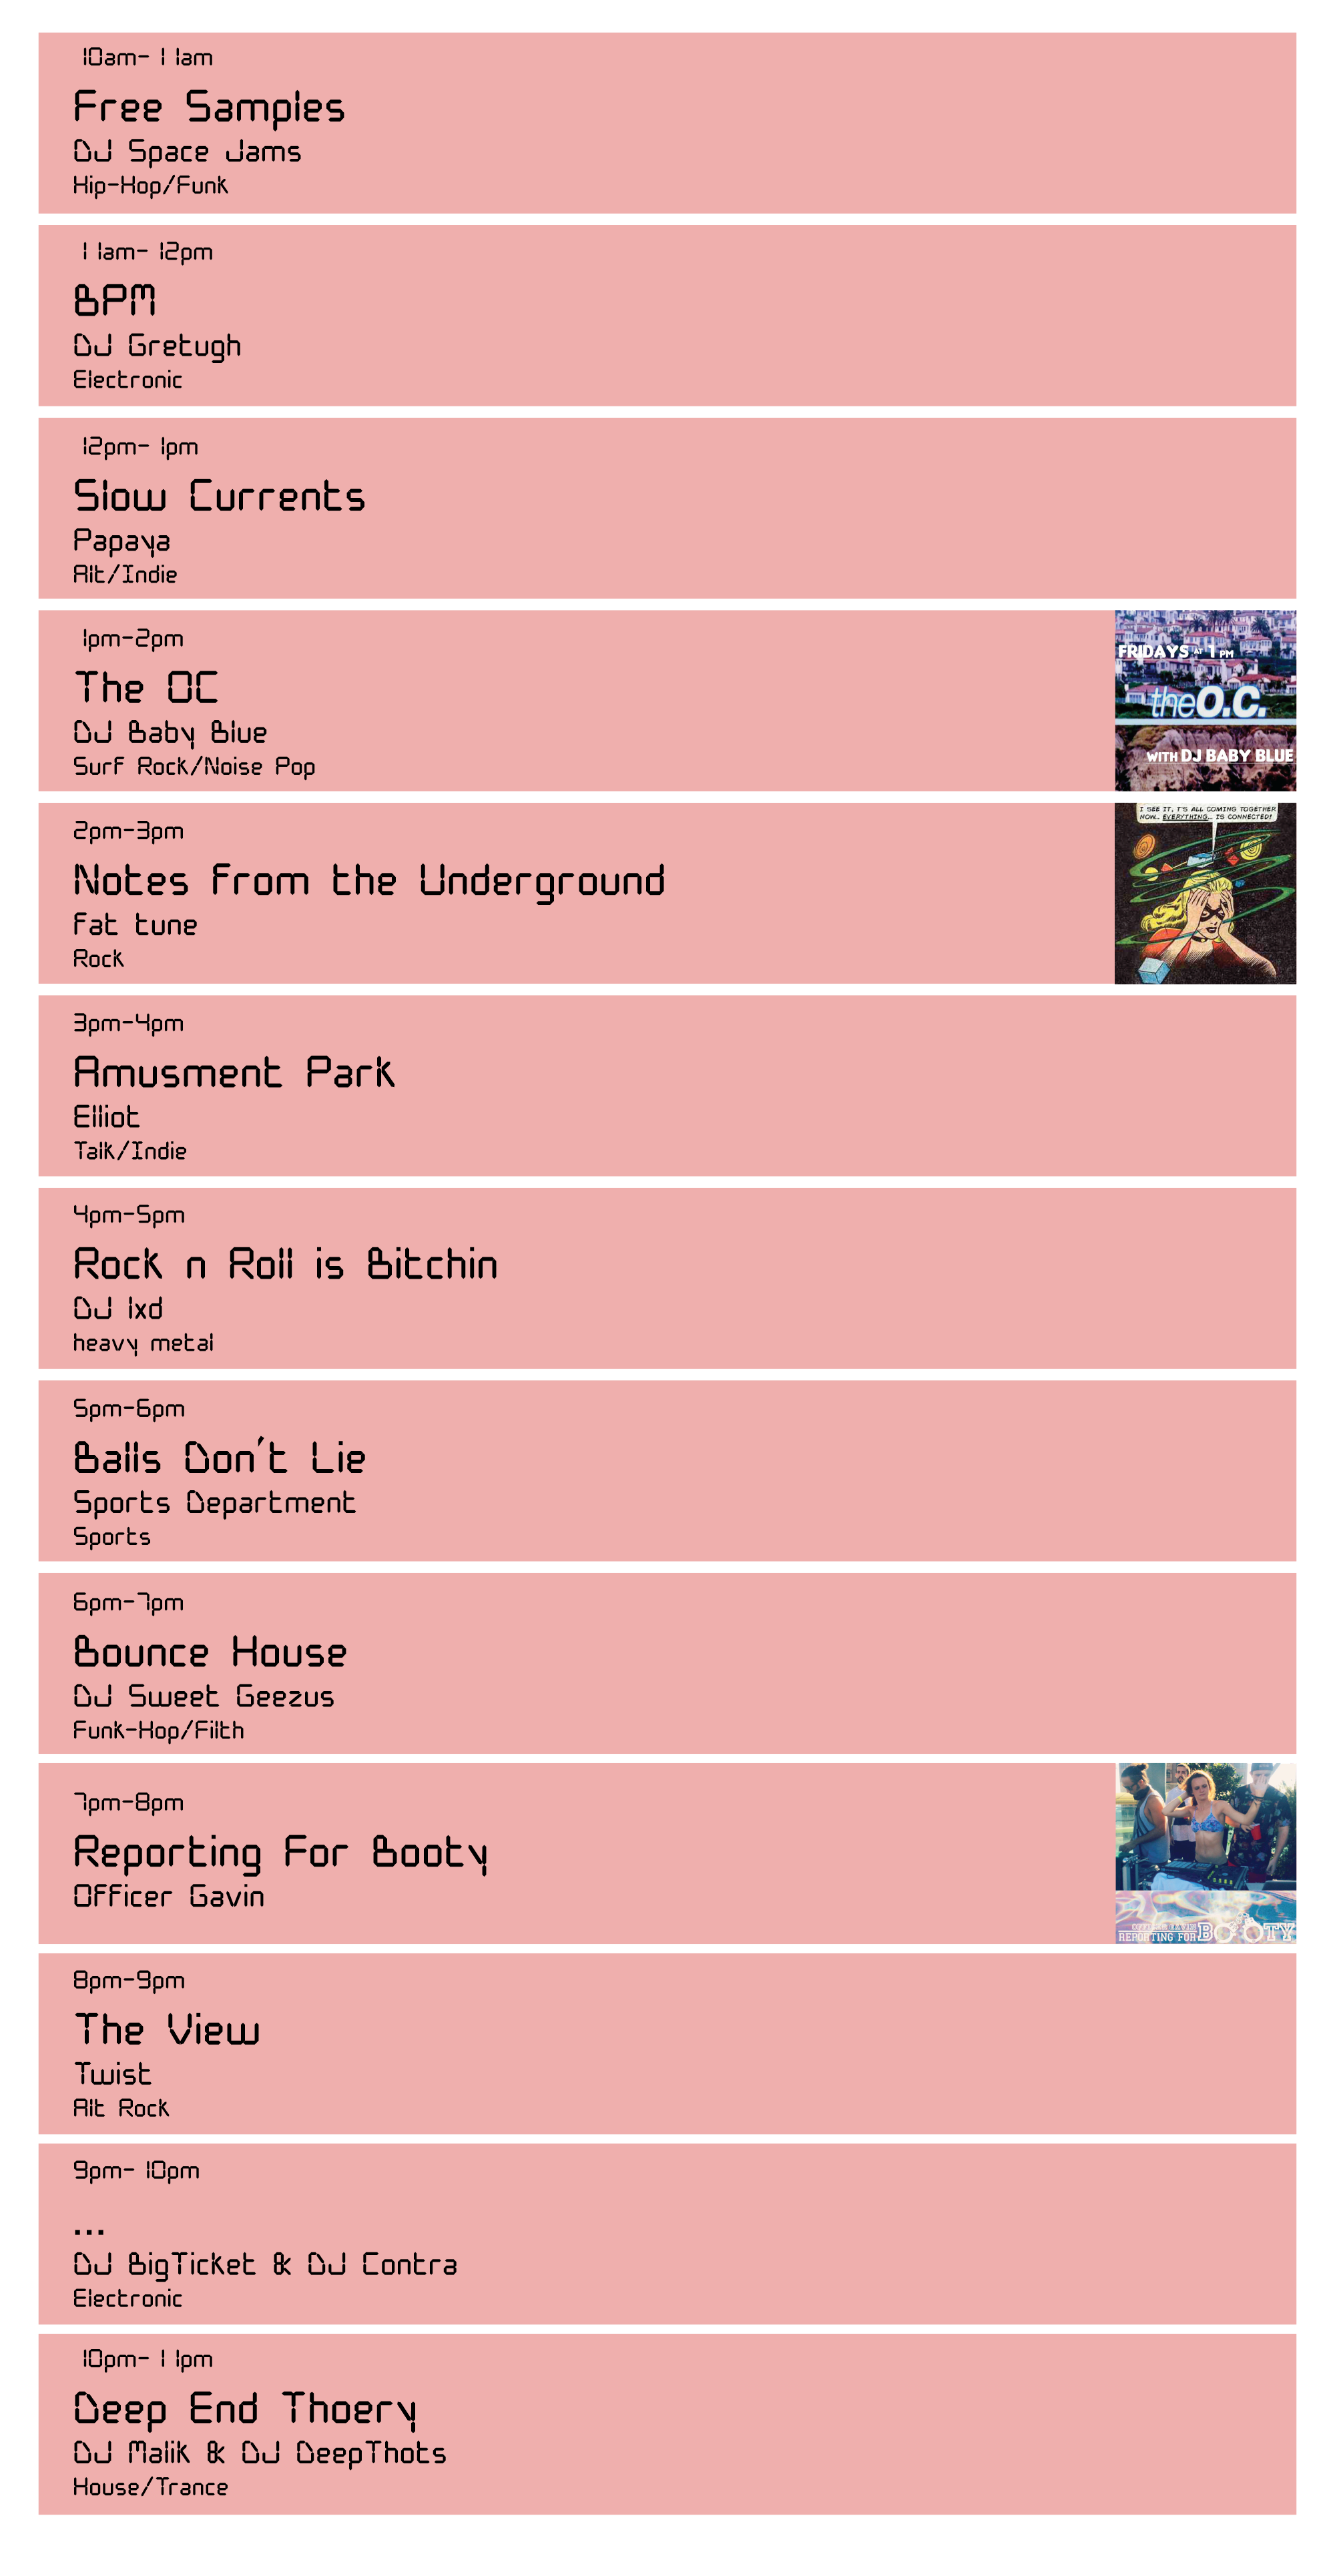 10am-11am
Free Samples
DJ Space Jams
Hip-Hop/Funk
11am-12pm
BPM
DJ Gretugh
Electronic
12pm-1pm
Slow Currents
Papaya
Alt/Indie
1pm-2pm
The OC
DJ Baby Blue
Surf Rock/Noise Pop
FRIDAYS AT 1 PM
the O.C.
WITH DJ BABY BLUE
2pm-3pm
Notes From the Underground
Fat tune
Rock
I SEE IT, T'S ALL COMING TOGETHER
NOW... EVERYTHING... IS CONNECTED!
3pm-4pm
Amusment Park
Elliot
Talk/Indie
4pm-5pm
Rock n Roll is Bitchin
DJ lxd
heavy metal
5pm-6pm
Balls Don't Lie
Sports Department
Sports
6pm-7pm
Bounce House
DJ Sweet Geezus
Funk-Hop/Filth
7pm-8pm
Reporting For Booty
Officer Gavin
REPORTING FOR BOOTY
8pm-9pm
The View
Twist
Alt Rock
9pm-10pm
...
DJ BigTicket & DJ Contra
Electronic
10pm-11pm
Deep End Thoery
DJ Malik & DJ DeepThots
House/Trance